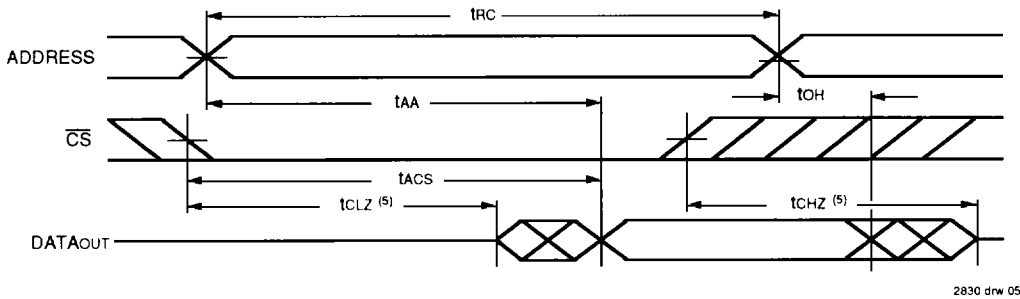 tRC
ADDRESS
tAA
tOH
CS
tACS
tCLZ (5)
tCHZ (5)
DATAOUT
2830 drw 05